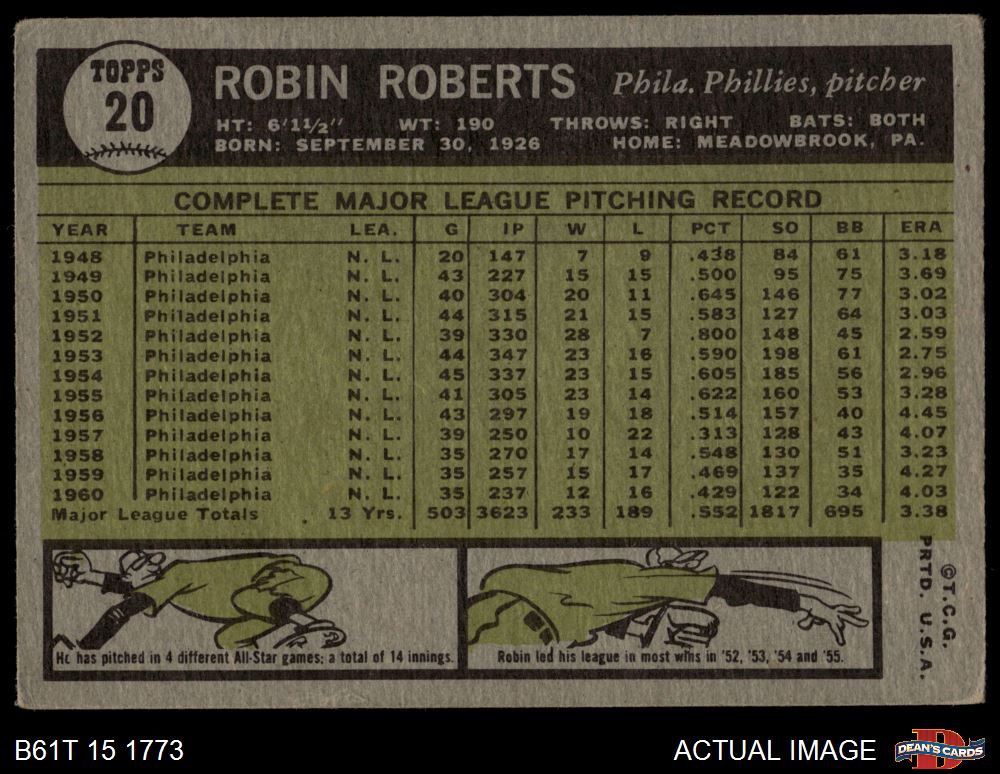 TOPPS
20
ROBIN ROBERTS Phila. Phillies, pitcher
HT: 6'1½" WT: 190 THROWS: RIGHT BATS: BOTH
BORN: SEPTEMBER 30, 1926 HOME: MEADOWBROOK, PA.
COMPLETE MAJOR LEAGUE PITCHING RECORD
YEAR TEAM LEA. G IP W L PCT SO BB ERA
1948 Philadelphia N. L. 20 147 7 9 .438 84 61 3.18
1949 Philadelphia N. L. 43 227 15 15 .500 95 75 3.69
1950 Philadelphia N. L. 40 304 20 11 .645 146 77 3.02
1951 Philadelphia N. L. 44 315 21 15 .583 127 64 3.03
1952 Philadelphia N. L. 39 330 28 7 .800 148 45 2.59
1953 Philadelphia N. L. 44 347 23 16 .590 198 61 2.75
1954 Philadelphia N. L. 45 337 23 15 .605 185 56 2.96
1955 Philadelphia N. L. 41 305 23 14 .622 160 53 3.28
1956 Philadelphia N. L. 43 297 19 18 .514 157 40 4.45
1957 Philadelphia N. L. 39 250 10 22 .313 128 43 4.07
1958 Philadelphia N. L. 35 270 17 14 .548 130 51 3.23
1959 Philadelphia N. L. 35 257 15 17 .469 137 35 4.27
1960 Philadelphia N. L. 35 237 12 16 .429 122 34 4.03
Major League Totals 13 Yrs. 503 3623 233 189 .552 1817 695 3.38
He has pitched in 4 different All-Star games; a total of 14 innings.
Robin led his league in most wins in '52, '53, '54 and '55.
©T.C.G.
PRTD. U.S.A.
B61T 15 1773
ACTUAL IMAGE
D
DEAN'S CARDS